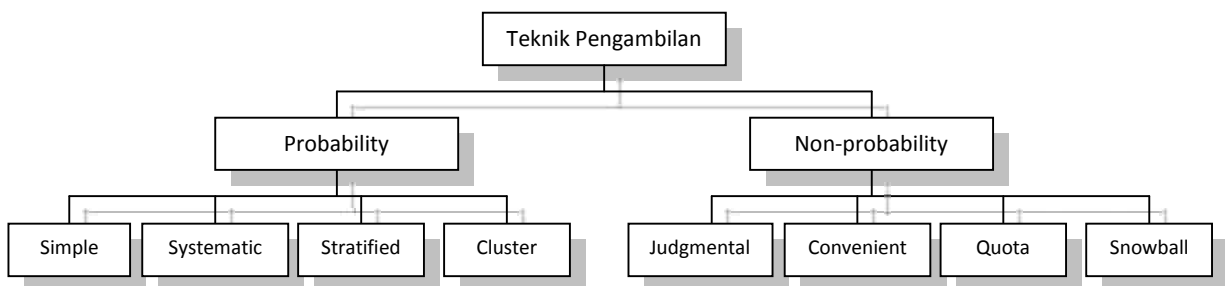 Teknik Pengambilan
Probability
Non-probability
Simple
Systematic
Stratified
Cluster
Judgmental
Convenient
Quota
Snowball